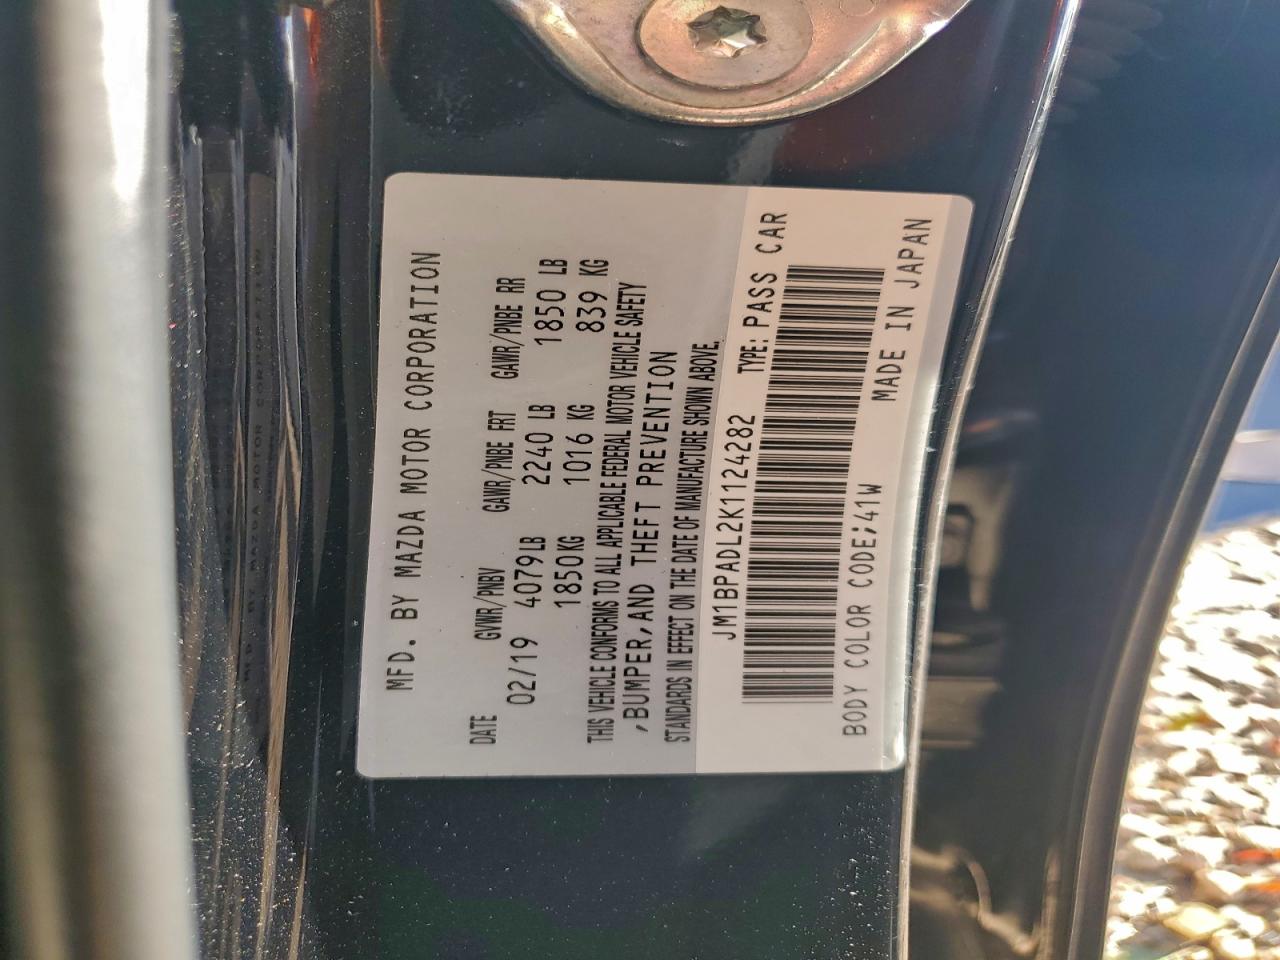 MFD. BY MAZDA MOTOR CORPORATION
DATE GVWR/PNBV GAWR/PNBE FRT GAWR/PNBE RR
02/19 4079LB 2240 LB 1850 LB
1850KG 1016 KG 839 KG
THIS VEHICLE CONFORMS TO ALL APPLICABLE FEDERAL MOTOR VEHICLE SAFETY
,BUMPER,AND THEFT PREVENTION
STANDARDS IN EFFECT ON THE DATE OF MANUFACTURE SHOWN ABOVE.
JM1BPADL2K1124282 TYPE: PASS CAR
BODY COLOR CODE;41W MADE IN JAPAN